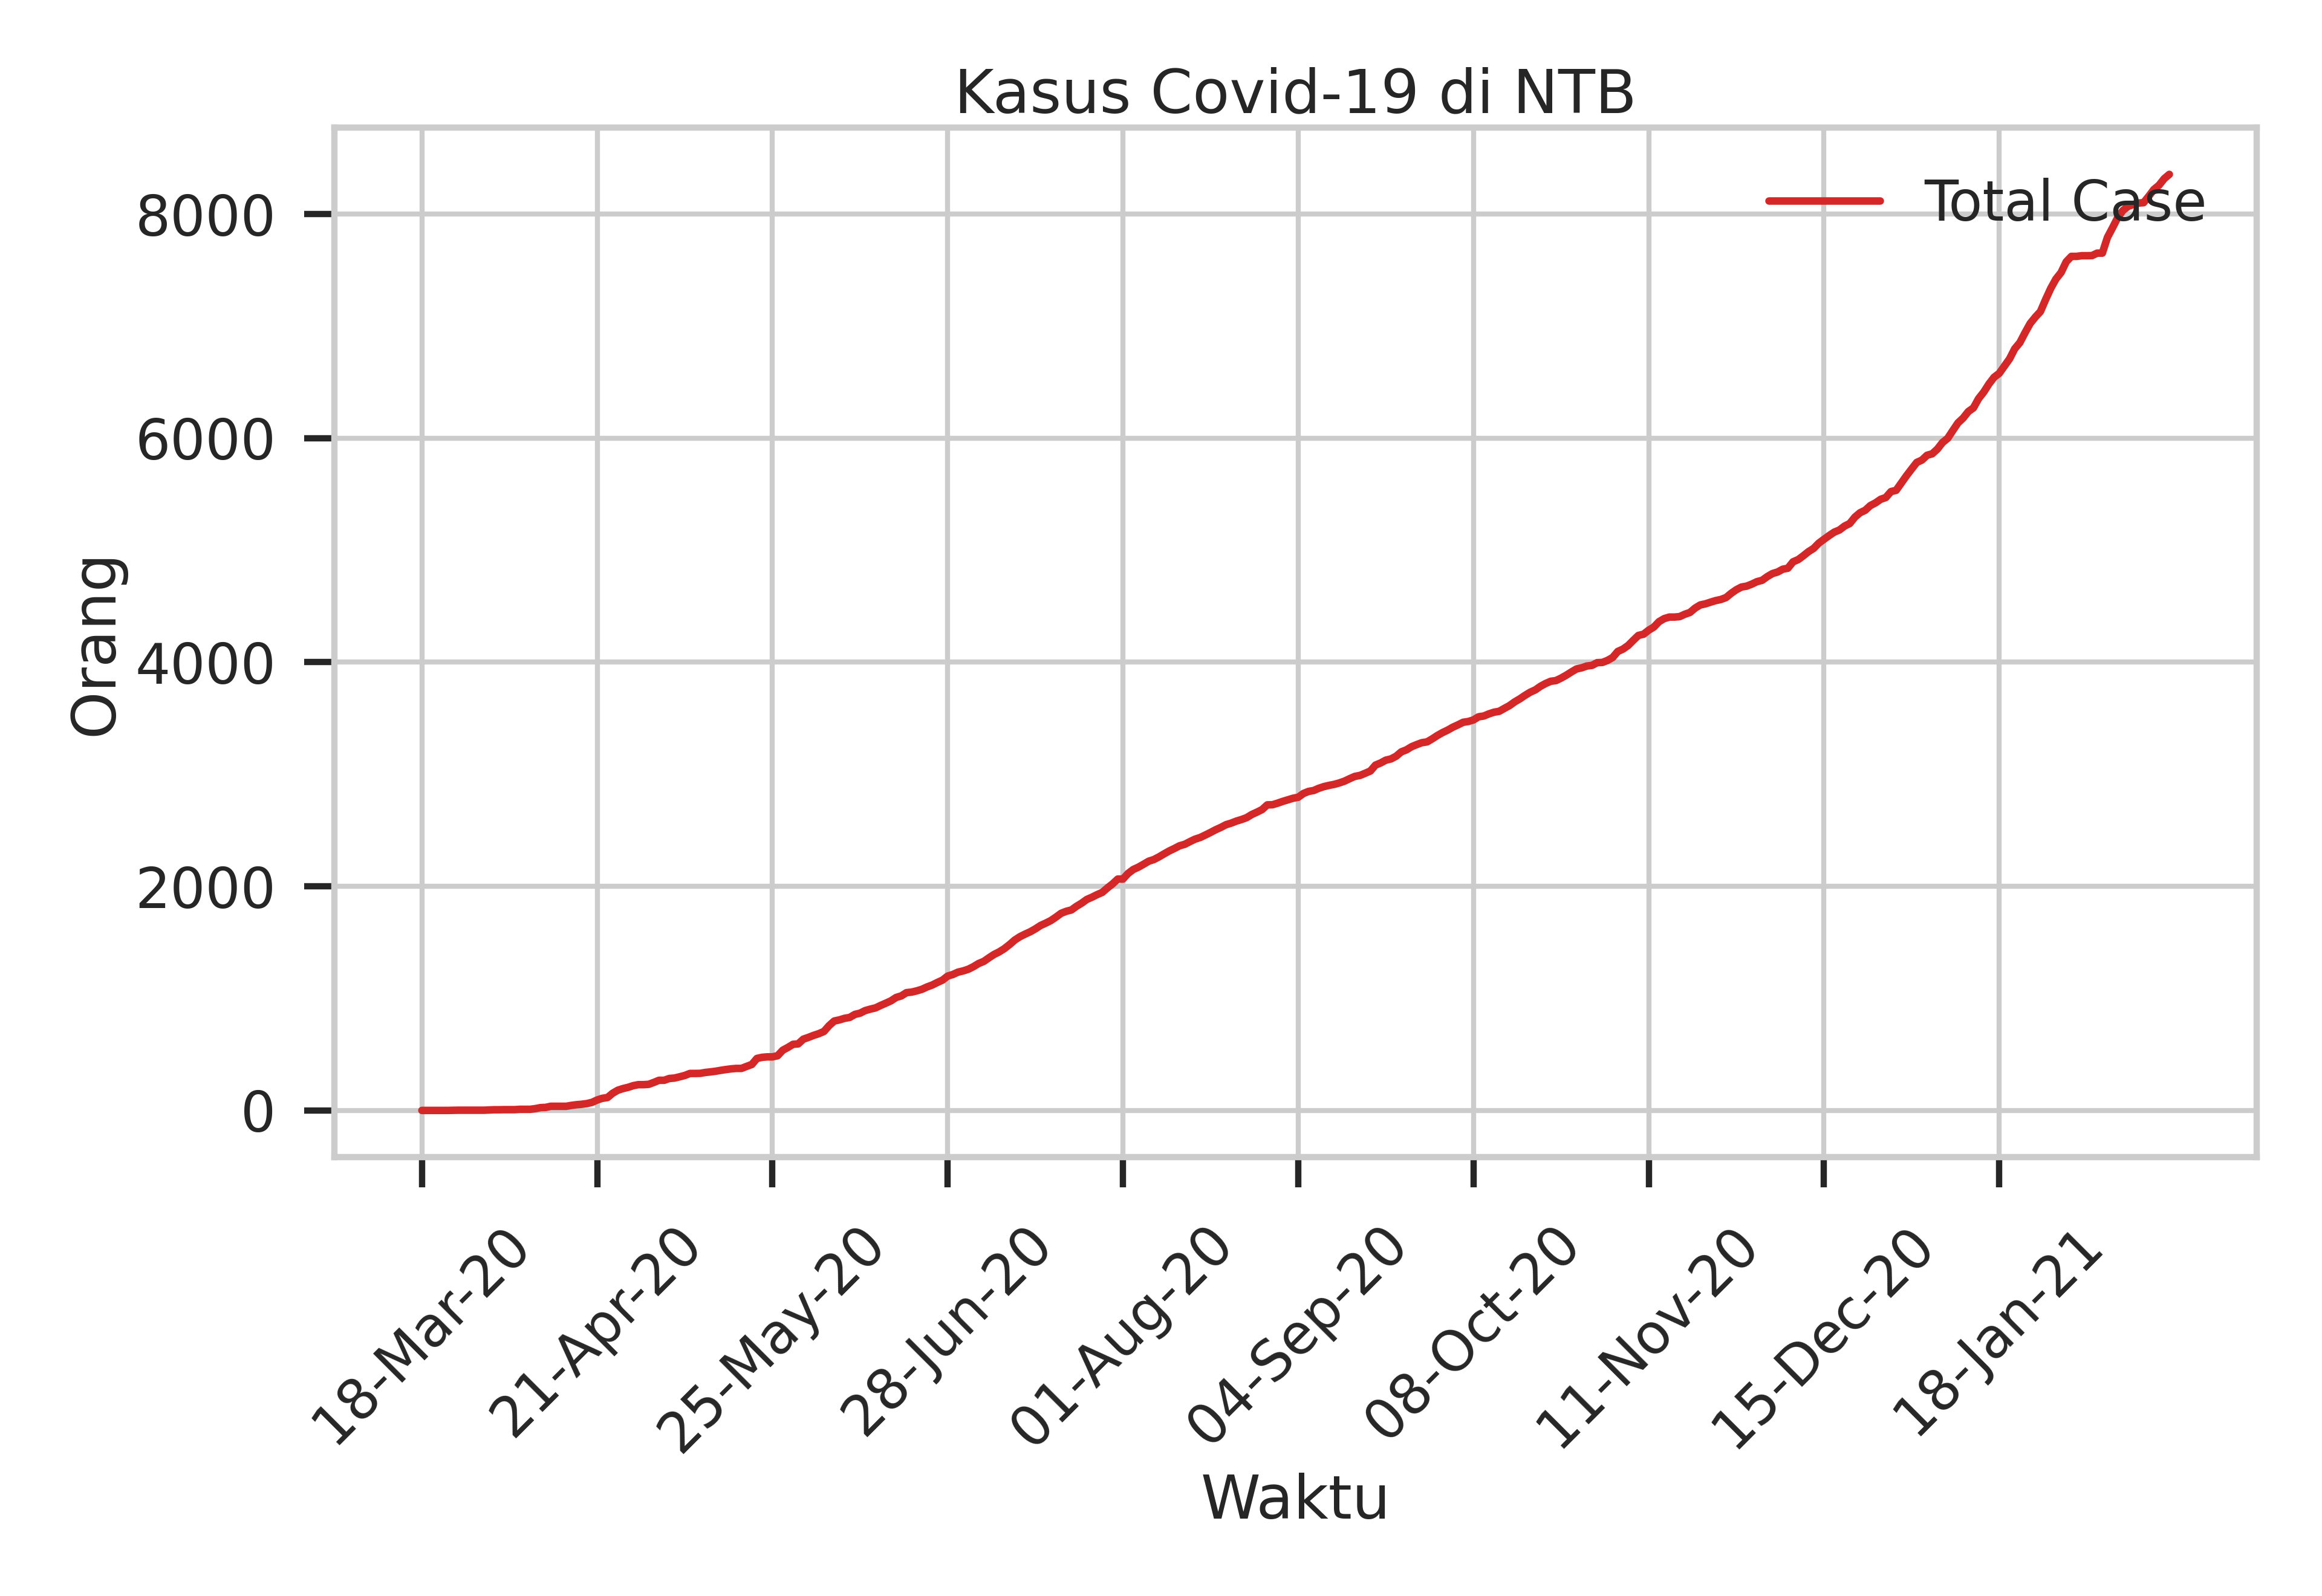 Kasus Covid-19 di NTB
Total Case
8000
6000
4000
2000
0
Orang
18-Mar-20
21-Apr-20
25-May-20
28-Jun-20
01-Aug-20
04-Sep-20
08-Oct-20
11-Nov-20
15-Dec-20
18-Jan-21
Waktu